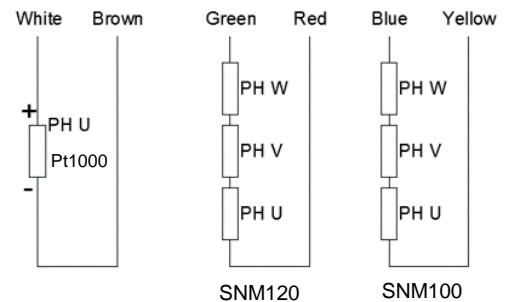 White Brown Green Red Blue Yellow
+
PH U
Pt1000
-
PH W
PH V
PH U
SNM120
PH W
PH V
PH U
SNM100